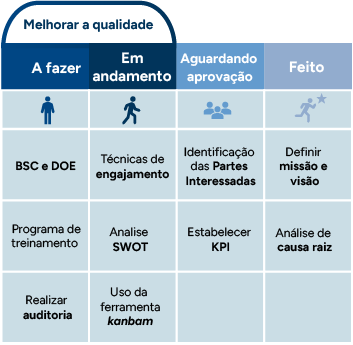 Melhorar a qualidade
A fazer
Em
andamento
Aguardando
aprovação
Feito
BSC e DOE
Técnicas de
engajamento
Identificação
das Partes
Interessadas
Definir
missão e
visão
Programa de
treinamento
Analise
SWOT
Estabelecer
KPI
Análise de
causa raiz
Realizar
auditoria
Uso da
ferramenta
kanbam